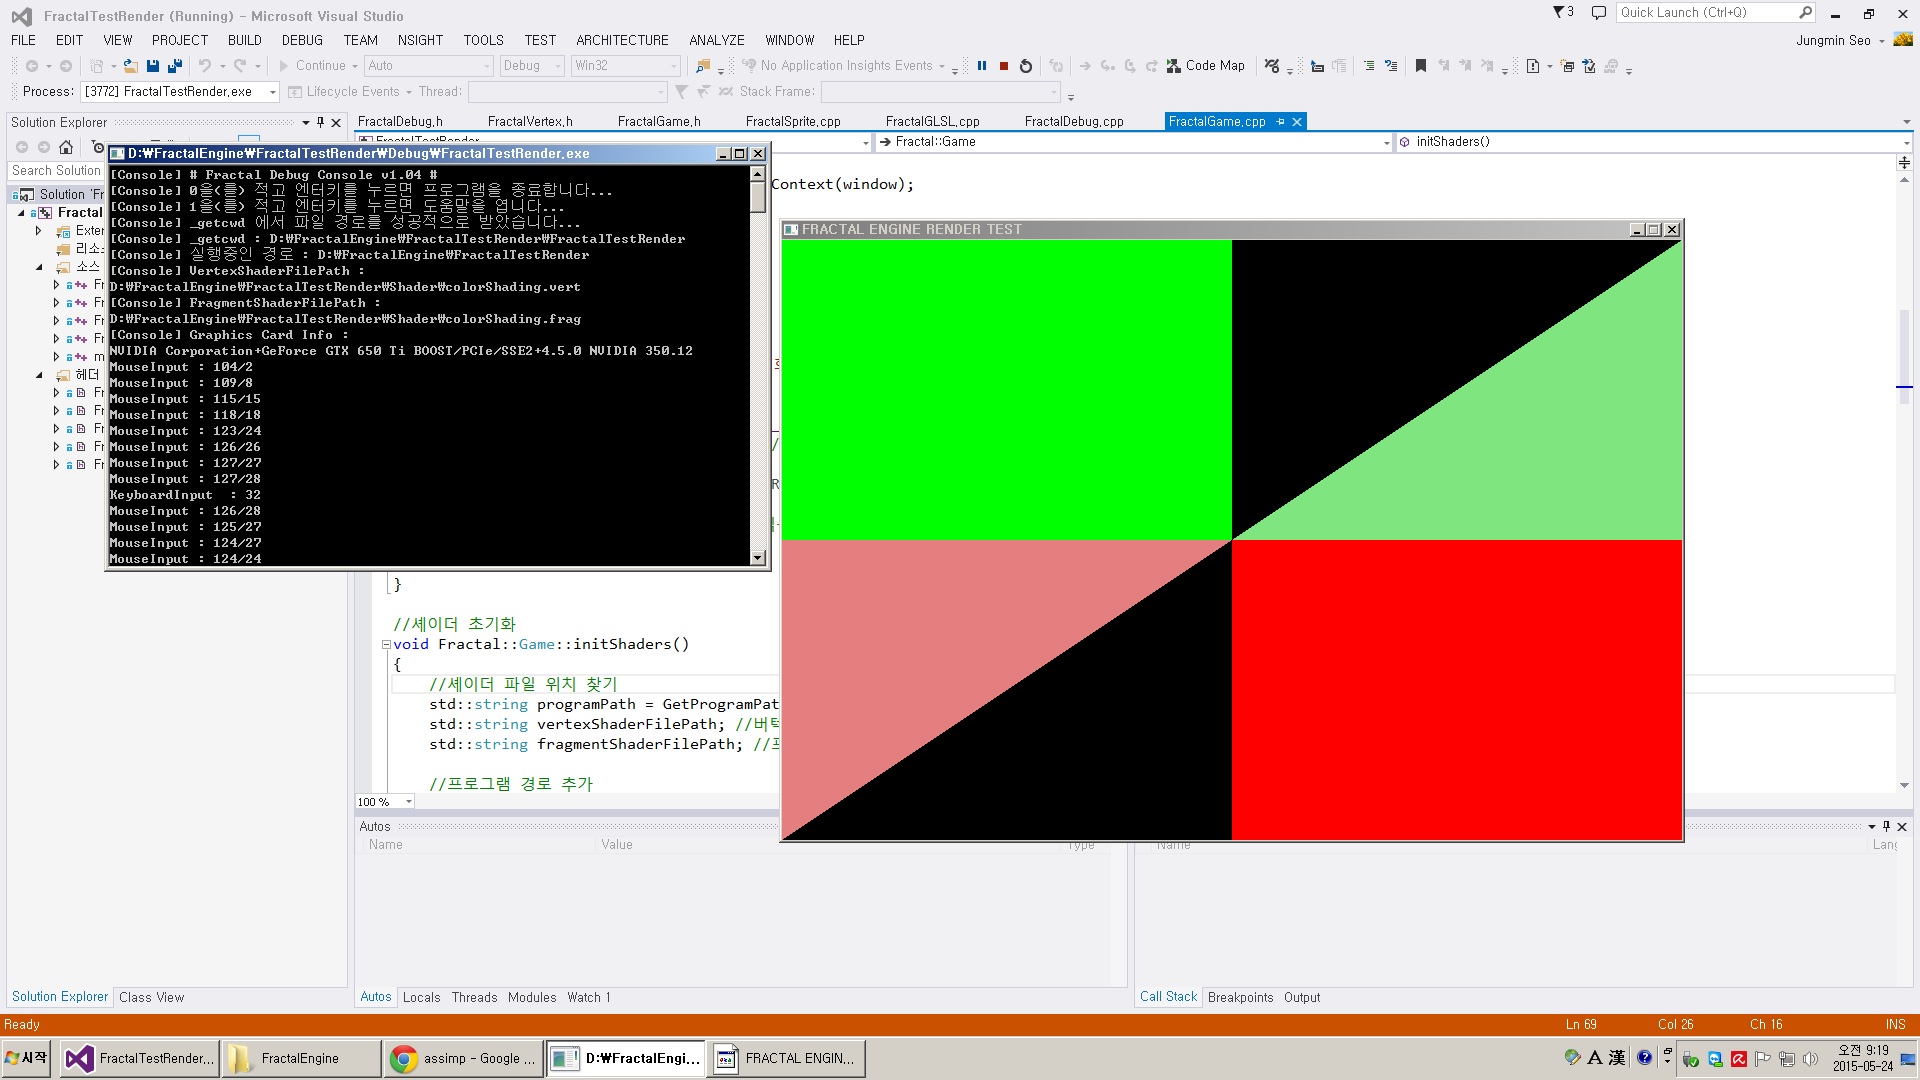 FractalTestRender (Running) - Microsoft Visual Studio
3
Quick Launch (Ctrl+Q)
FILE EDIT VIEW PROJECT BUILD DEBUG TEAM NSIGHT TOOLS TEST ARCHITECTURE ANALYZE WINDOW HELP
Jungmin Seo
Continue Auto Debug Win32 No Application Insights Events Code Map
Process: [3772] FractalTestRender.exe Lifecycle Events Thread: Stack Frame:
Solution Explorer
FractalDebug.h FractalVertex.h FractalGame.h FractalSprite.cpp FractalGLSL.cpp FractalDebug.cpp FractalGame.cpp
FractalTestRender
Fractal::Game
initShaders()
Search Solution
Solution 'Fr
Fractal
Exter
리소
소스
Fr
Fr
Fr
Fr
m
헤더
Fr
Fr
Fr
Fr
Fr
D:\FractalEngine\FractalTestRender\Debug\FractalTestRender.exe
[Console] # Fractal Debug Console v1.04 #
[Console] 0을(를) 적고 엔터키를 누르면 프로그램을 종료합니다...
[Console] 1을(를) 적고 엔터키를 누르면 도움말을 엽니다...
[Console] _getcwd 에서 파일 경로를 성공적으로 받았습니다...
[Console] _getcwd : D:\FractalEngine\FractalTestRender\FractalTestRender
[Console] 실행중인 경로 : D:\FractalEngine\FractalTestRender
[Console] VertexShaderFilePath :
D:\FractalEngine\FractalTestRender\Shader\colorShading.vert
[Console] FragmentShaderFilePath :
D:\FractalEngine\FractalTestRender\Shader\colorShading.frag
[Console] Graphics Card Info :
NVIDIA Corporation+GeForce GTX 650 Ti BOOST/PCIe/SSE2+4.5.0 NVIDIA 350.12
MouseInput : 104/2
MouseInput : 109/8
MouseInput : 115/15
MouseInput : 118/18
MouseInput : 123/24
MouseInput : 126/26
MouseInput : 127/27
MouseInput : 127/28
KeyboardInput  : 32
MouseInput : 126/28
MouseInput : 125/27
MouseInput : 124/27
MouseInput : 124/24
Context(window);
FRACTAL ENGINE RENDER TEST
}
//셰이더 초기화
void Fractal::Game::initShaders()
{
//셰이더 파일 위치 찾기
std::string programPath = GetProgramPat
std::string vertexShaderFilePath; //버텍
std::string fragmentShaderFilePath; //프
//프로그램 경로 추가
100 %
Autos
Name Value Type
Name Lang
Solution Explorer Class View
Autos Locals Threads Modules Watch 1
Call Stack Breakpoints Output
Ready
Ln 69 Col 26 Ch 16 INS
시작
FractalTestRender...
FractalEngine
assimp - Google ...
D:\FractalEngi...
FRACTAL ENGIN...
A 漢
오전 9:19
2015-05-24